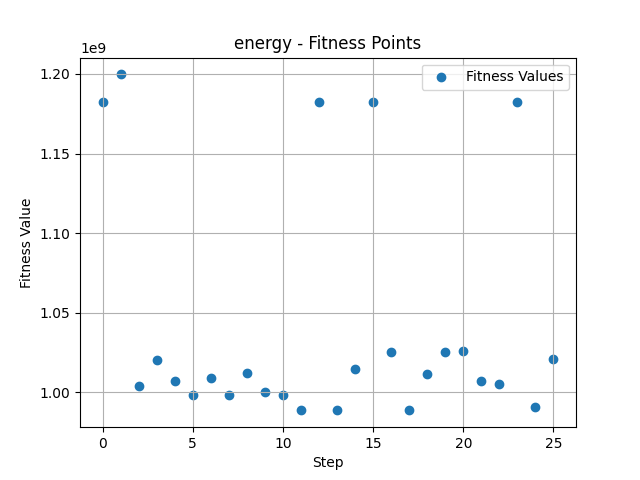 energy - Fitness Points
1e9
Fitness Values
1.20
1.15
1.10
1.05
1.00
Fitness Value
0 5 10 15 20 25
Step